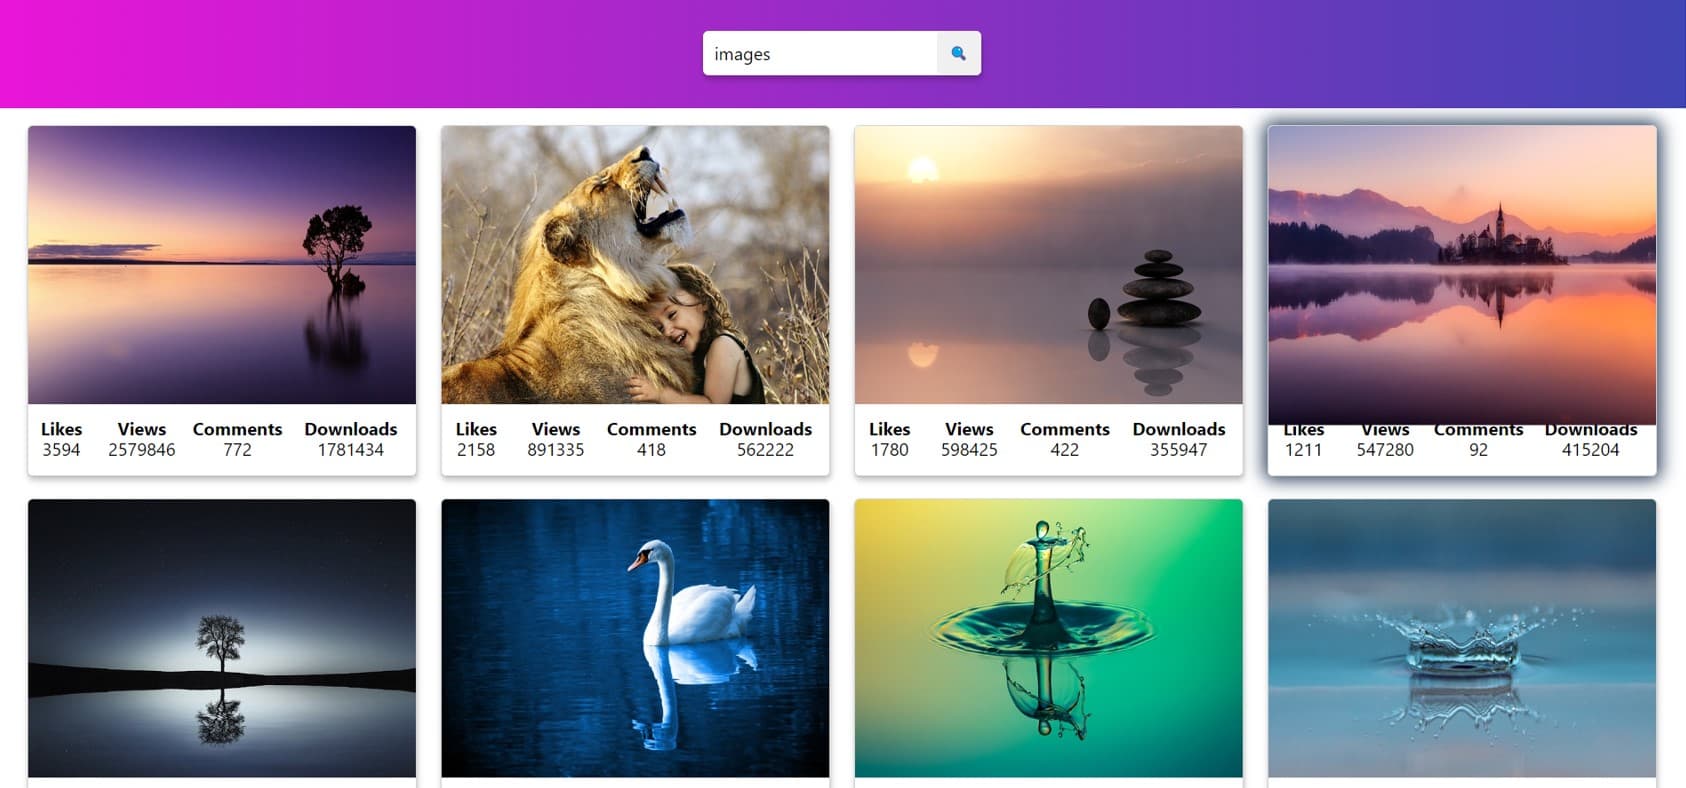 images
Likes Views Comments Downloads
3594 2579846 772 1781434
Likes Views Comments Downloads
2158 891335 418 562222
Likes Views Comments Downloads
1780 598425 422 355947
Likes Views Comments Downloads
1211 547280 92 415204